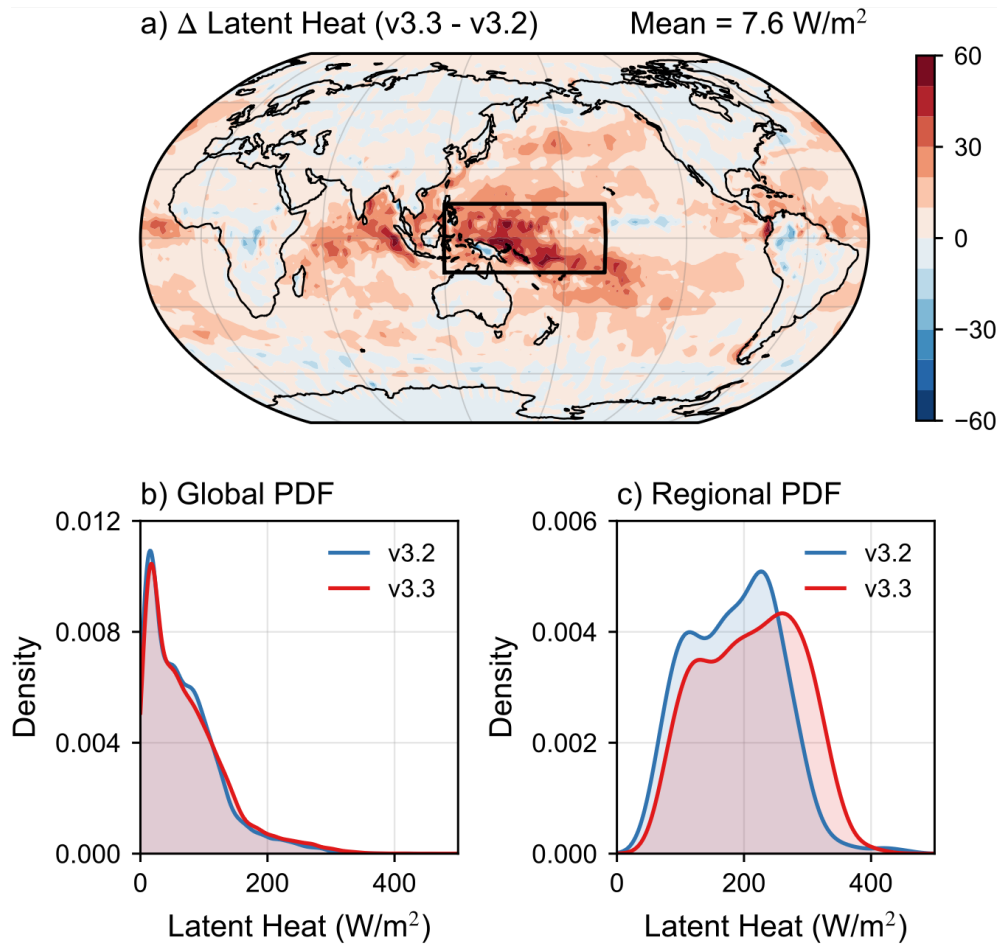 a) Δ Latent Heat (v3.3 - v3.2) Mean = 7.6 W/m²
60
30
0
−30
−60
b) Global PDF
0.012
0.008
0.004
0.000
Density
v3.2
v3.3
0 200 400
Latent Heat (W/m²)
c) Regional PDF
0.006
0.004
0.002
0.000
Density
v3.2
v3.3
0 200 400
Latent Heat (W/m²)